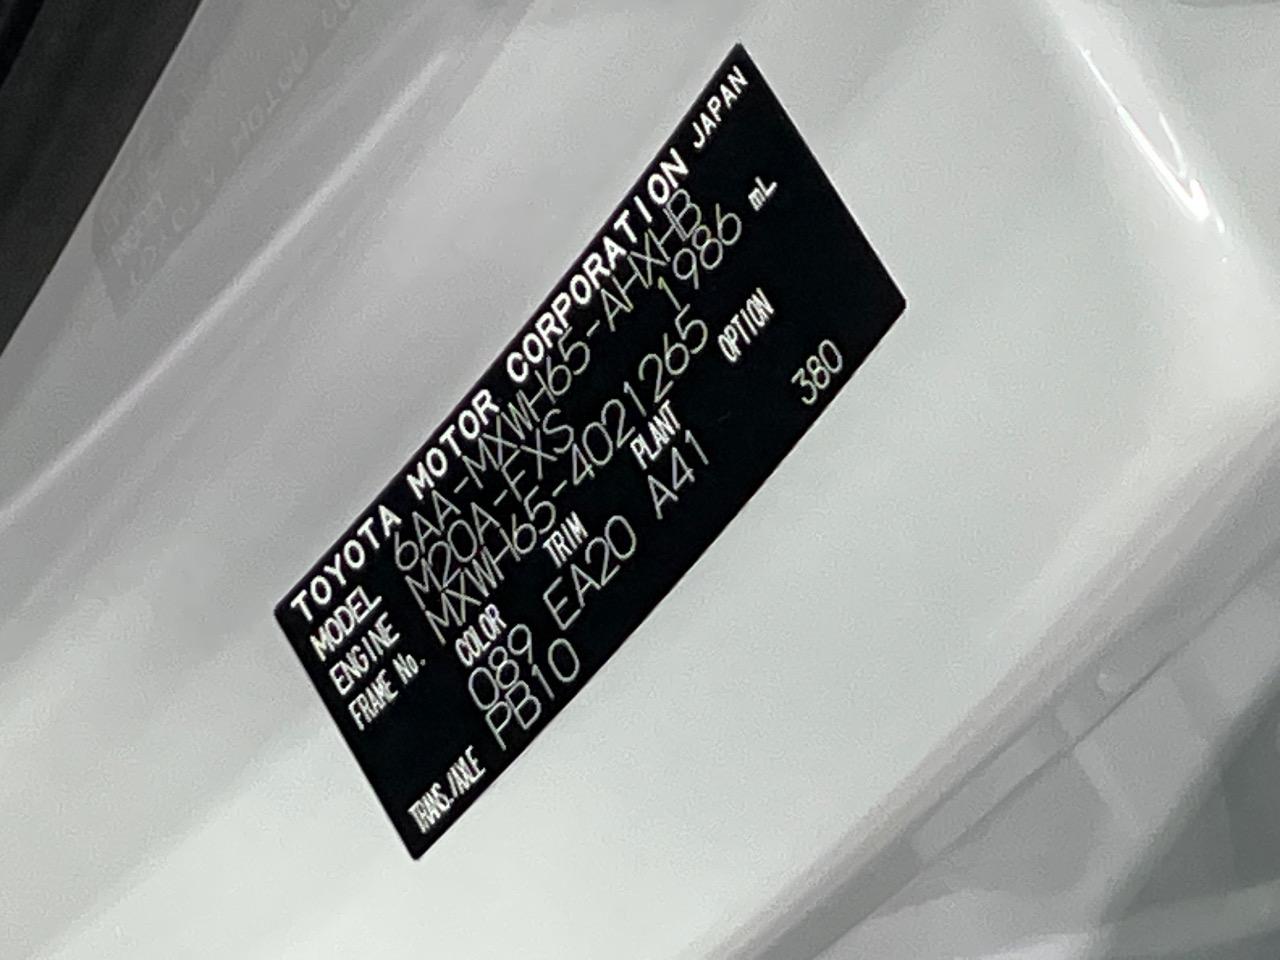 TOYOTA MOTOR CORPORATION JAPAN
MODEL 6AA-MXWH65-AHXHB
ENGINE M20A-FXS 1986 mL
FRAME No. MXWH65-4021265
COLOR TRIM PLANT OPTION
089 EA20 A41 380
TRANS./AXLE PB10